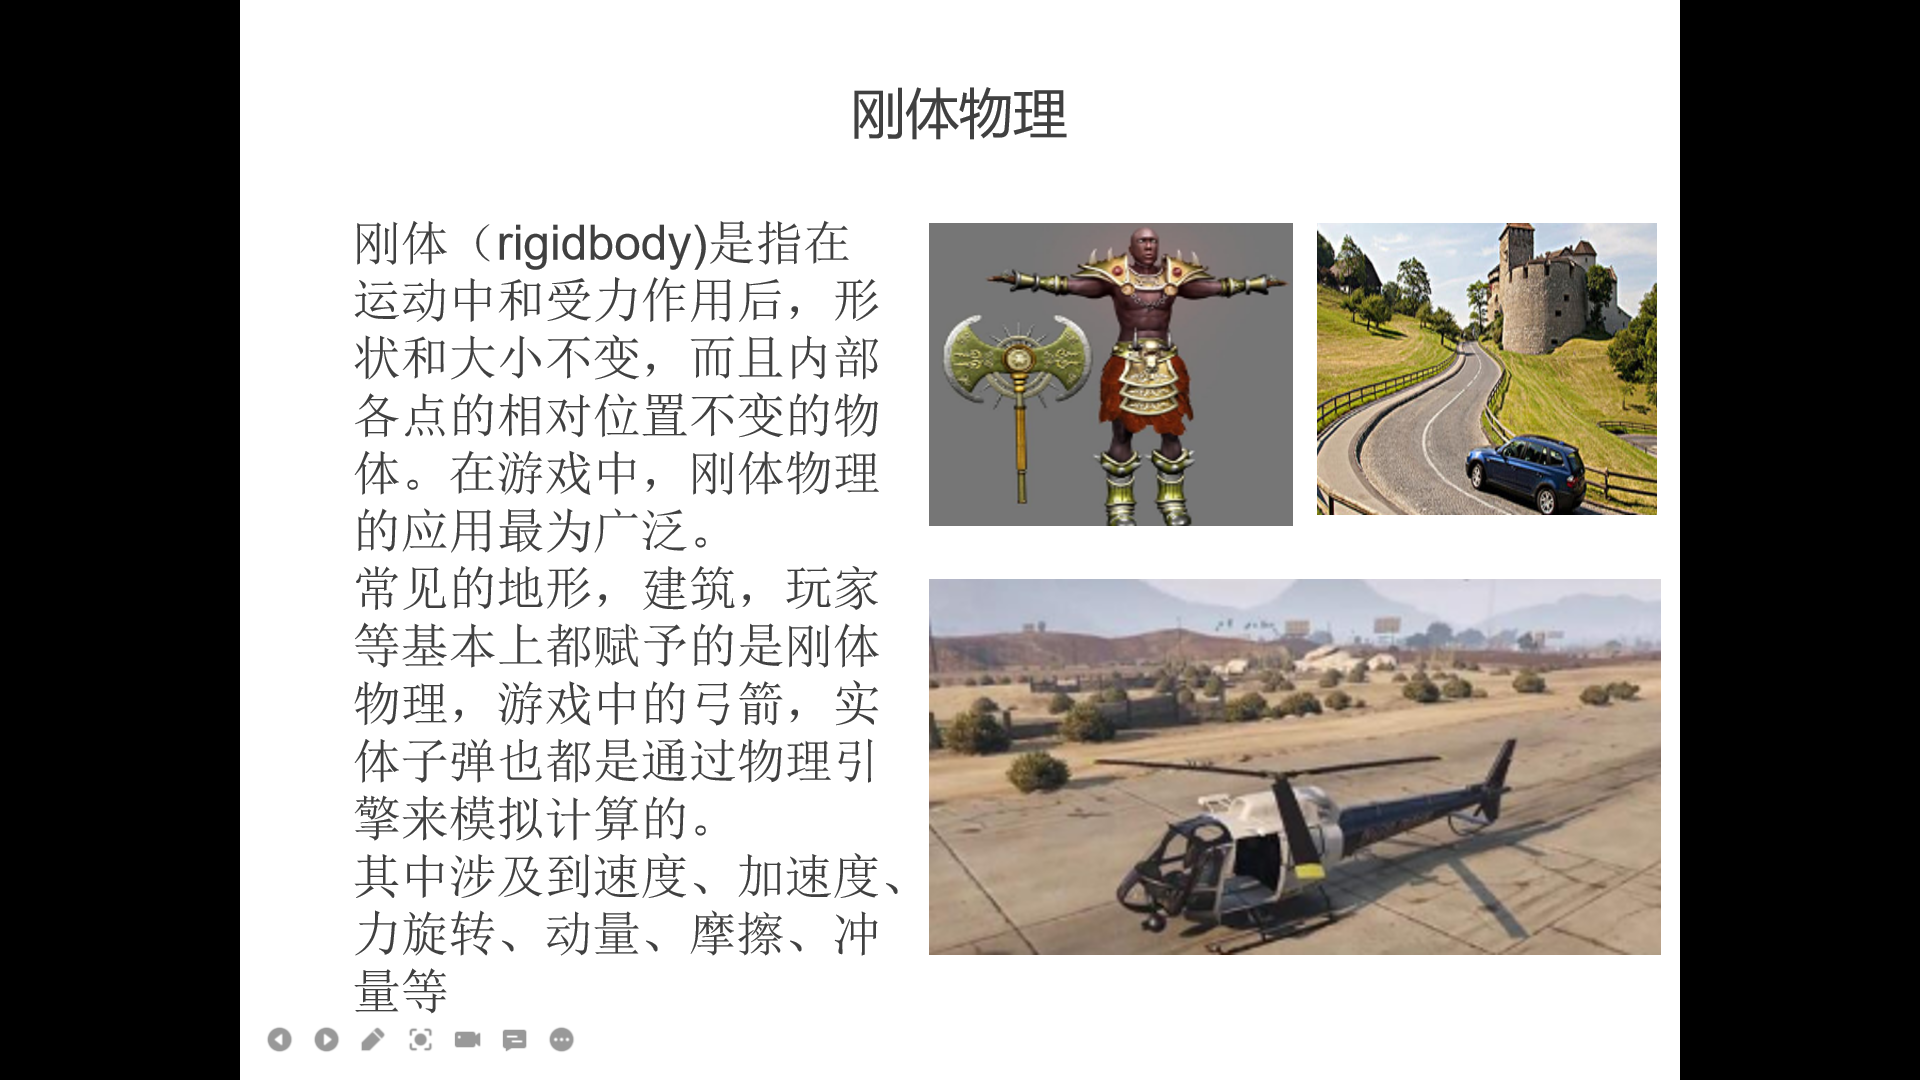 刚体物理
刚体（rigidbody)是指在
运动中和受力作用后，形
状和大小不变，而且内部
各点的相对位置不变的物
体。在游戏中，刚体物理
的应用最为广泛。
常见的地形，建筑，玩家
等基本上都赋予的是刚体
物理，游戏中的弓箭，实
体子弹也都是通过物理引
擎来模拟计算的。
其中涉及到速度、加速度、
力旋转、动量、摩擦、冲
量等